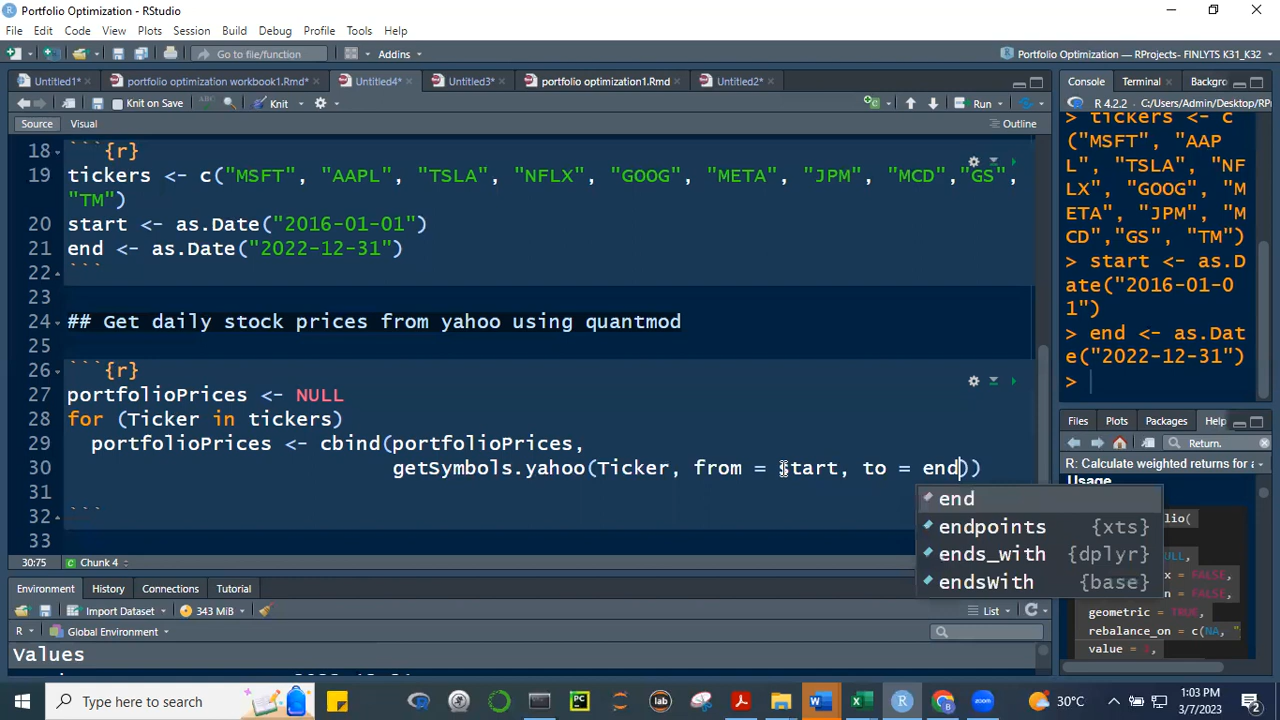 Portfolio Optimization - RStudio
File Edit Code View Plots Session Build Debug Profile Tools Help
Go to file/function Addins Portfolio Optimization — RProjects- FINLYTS K31_K32
Untitled1* portfolio optimization workbook1.Rmd* Untitled4* Untitled3* portfolio optimization1.Rmd Untitled2*
Knit on Save ABC Knit Run
Source Visual Outline
18 ```{r}
19 tickers <- c("MSFT", "AAPL", "TSLA", "NFLX", "GOOG", "META", "JPM", "MCD","GS",
"TM")
20 start <- as.Date("2016-01-01")
21 end <- as.Date("2022-12-31")
22 ```
23
24 ## Get daily stock prices from yahoo using quantmod
25
26 ```{r}
27 portfolioPrices <- NULL
28 for (Ticker in tickers)
29 portfolioPrices <- cbind(portfolioPrices,
30 getSymbols.yahoo(Ticker, from = start, to = end))
31
32 ```
33
end
endpoints {xts}
ends_with {dplyr}
endsWith {base}
30:75 Chunk 4
Environment History Connections Tutorial
Import Dataset 343 MiB List
R Global Environment
Values
Console Terminal Backgro
R 4.2.2 . C:/Users/Admin/Desktop/RP
> tickers <- c
("MSFT", "AAP
L", "TSLA", "NF
LX", "GOOG", "M
ETA", "JPM", "M
CD","GS", "TM")
> start <- as.D
ate("2016-01-0
1")
> end <- as.Dat
e("2022-12-31")
>
Files Plots Packages Help
Return.
R: Calculate weighted returns for a
Usage
lio(
ULL,
x = FALSE,
n = FALSE,
geometric = TRUE,
rebalance_on = c(NA, "
Type here to search 30°C 1:03 PM
3/7/2023